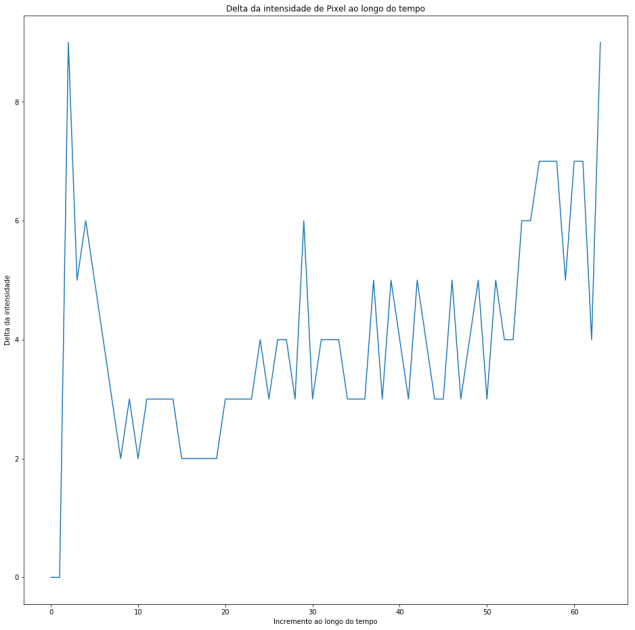 Delta da intensidade de Pixel ao longo do tempo
Delta da intensidade
8
6
4
2
0
0 10 20 30 40 50 60
Incremento ao longo do tempo